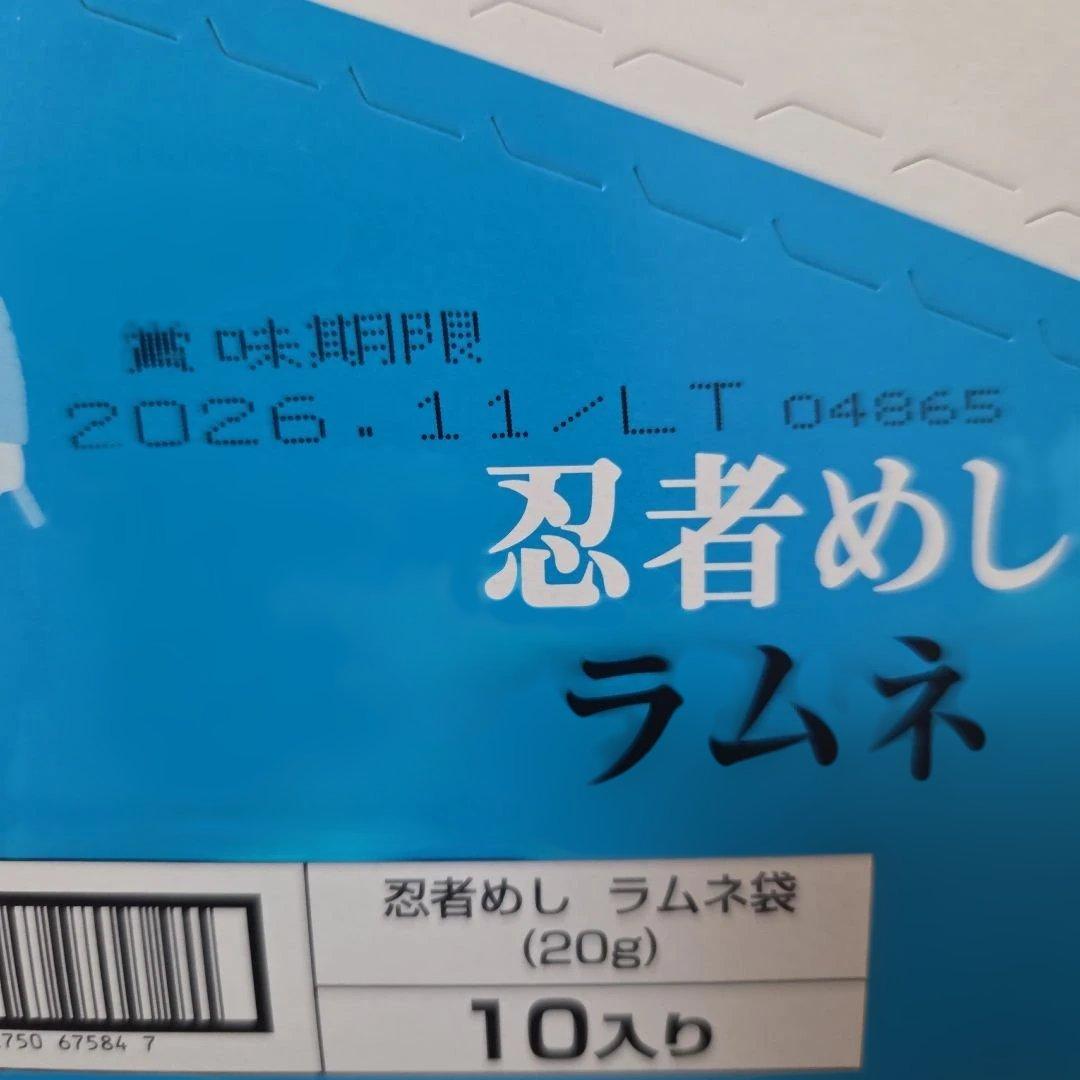 賞味期限
2026.11/LT 04865
忍者めし
ラムネ
忍者めし ラムネ袋
(20g)
10入り
750 67584 7